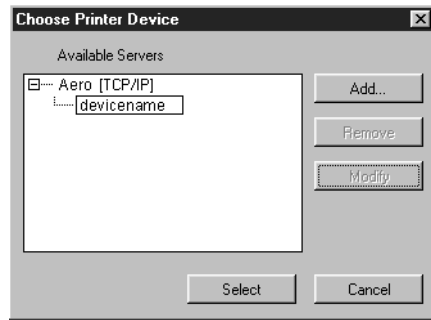 Choose Printer Device
Available Servers
Aero [TCP/IP]
devicename
Add...
Remove
Modify
Select
Cancel